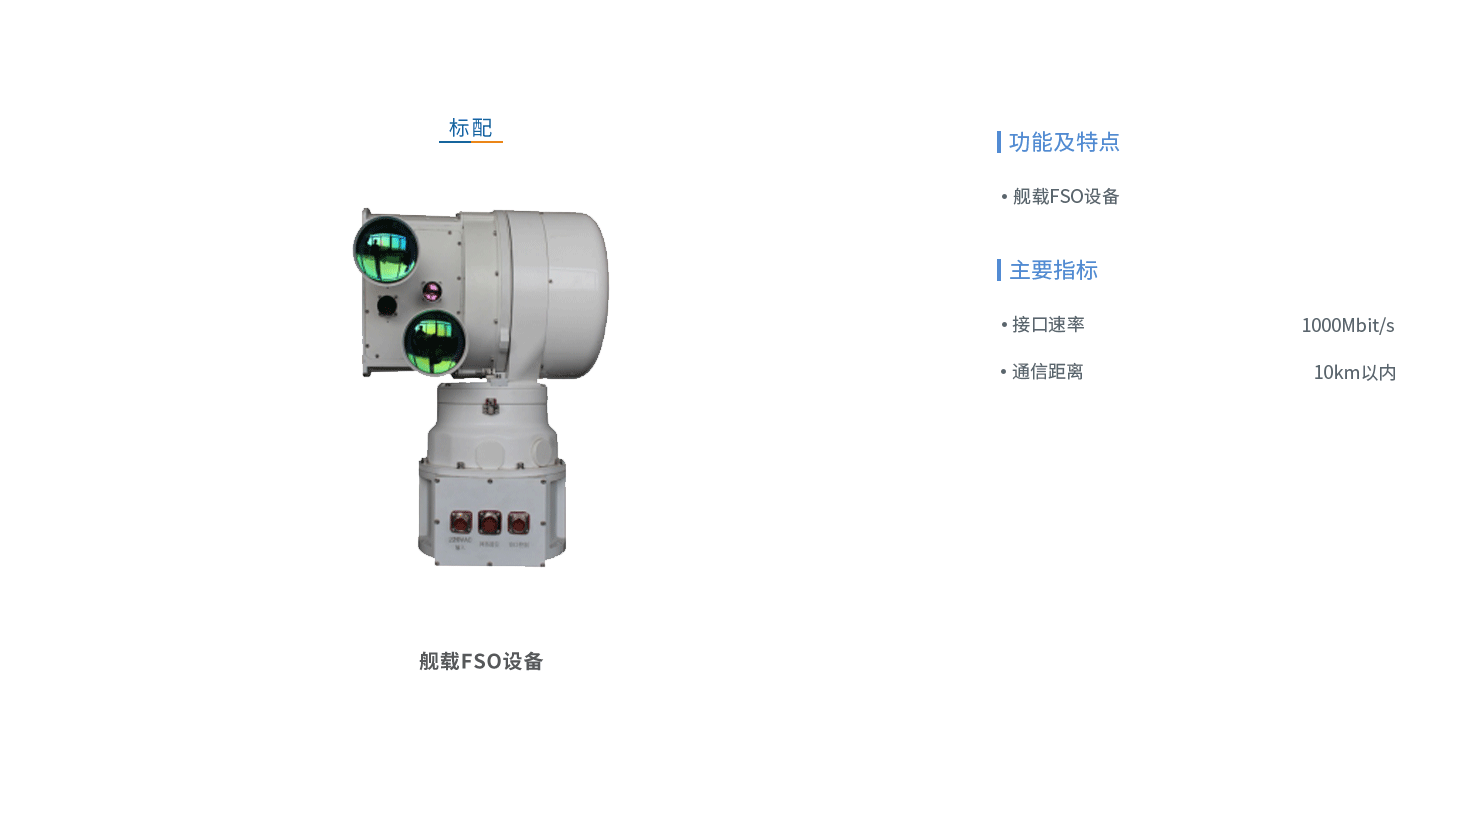 标配
舰载FSO设备
功能及特点
• 舰载FSO设备
主要指标
• 接口速率 1000Mbit/s
• 通信距离 10km以内
220VAC